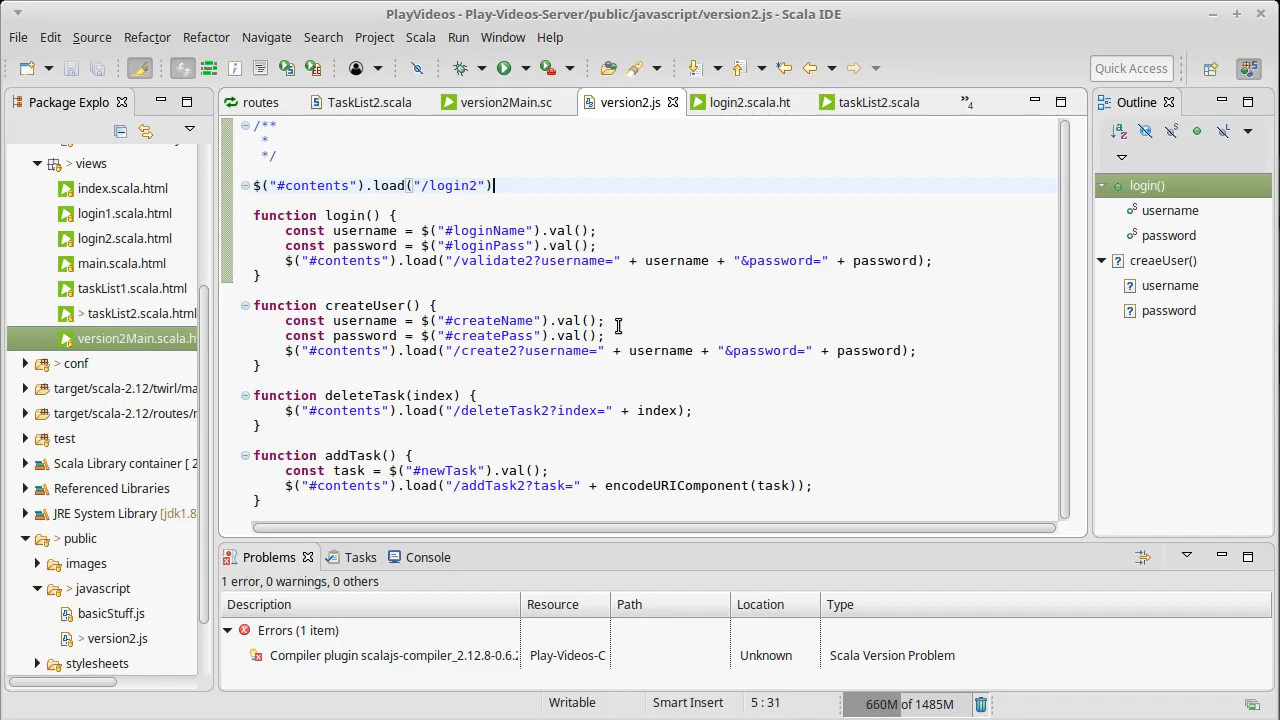 PlayVideos - Play-Videos-Server/public/javascript/version2.js - Scala IDE
File Edit Source Refactor Refactor Navigate Search Project Scala Run Window Help
Quick Access
Package Explo
routes TaskList2.scala version2Main.sc version2.js login2.scala.ht taskList2.scala »4
Outline
> views
index.scala.html
login1.scala.html
login2.scala.html
main.scala.html
taskList1.scala.html
> taskList2.scala.html
version2Main.scala.h
> conf
target/scala-2.12/twirl/ma
target/scala-2.12/routes/r
test
Scala Library container [ 2
Referenced Libraries
JRE System Library [jdk1.8
> public
images
> javascript
basicStuff.js
> version2.js
stylesheets
/**
*
*/
$("#contents").load("/login2")
function login() {
const username = $("#loginName").val();
const password = $("#loginPass").val();
$("#contents").load("/validate2?username=" + username + "&password=" + password);
}
function createUser() {
const username = $("#createName").val();
const password = $("#createPass").val();
$("#contents").load("/create2?username=" + username + "&password=" + password);
}
function deleteTask(index) {
$("#contents").load("/deleteTask2?index=" + index);
}
function addTask() {
const task = $("#newTask").val();
$("#contents").load("/addTask2?task=" + encodeURIComponent(task));
}
login()
username
password
creaeUser()
username
password
Problems Tasks Console
1 error, 0 warnings, 0 others
Description Resource Path Location Type
Errors (1 item)
Compiler plugin scalajs-compiler_2.12.8-0.6.2 Play-Videos-C Unknown Scala Version Problem
Writable Smart Insert 5 : 31 660M of 1485M